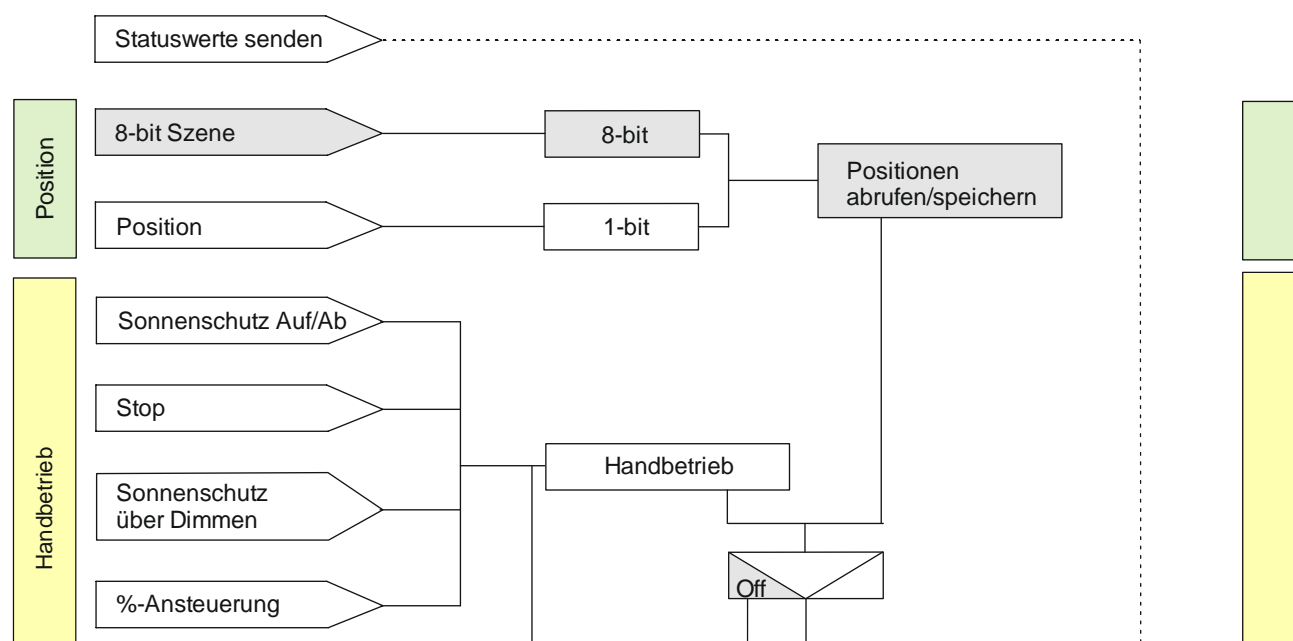 Statuswerte senden
Position
8-bit Szene
8-bit
Positionen
abrufen/speichern
Position
1-bit
Handbetrieb
Sonnenschutz Auf/Ab
Stop
Handbetrieb
Sonnenschutz
über Dimmen
Off
%-Ansteuerung